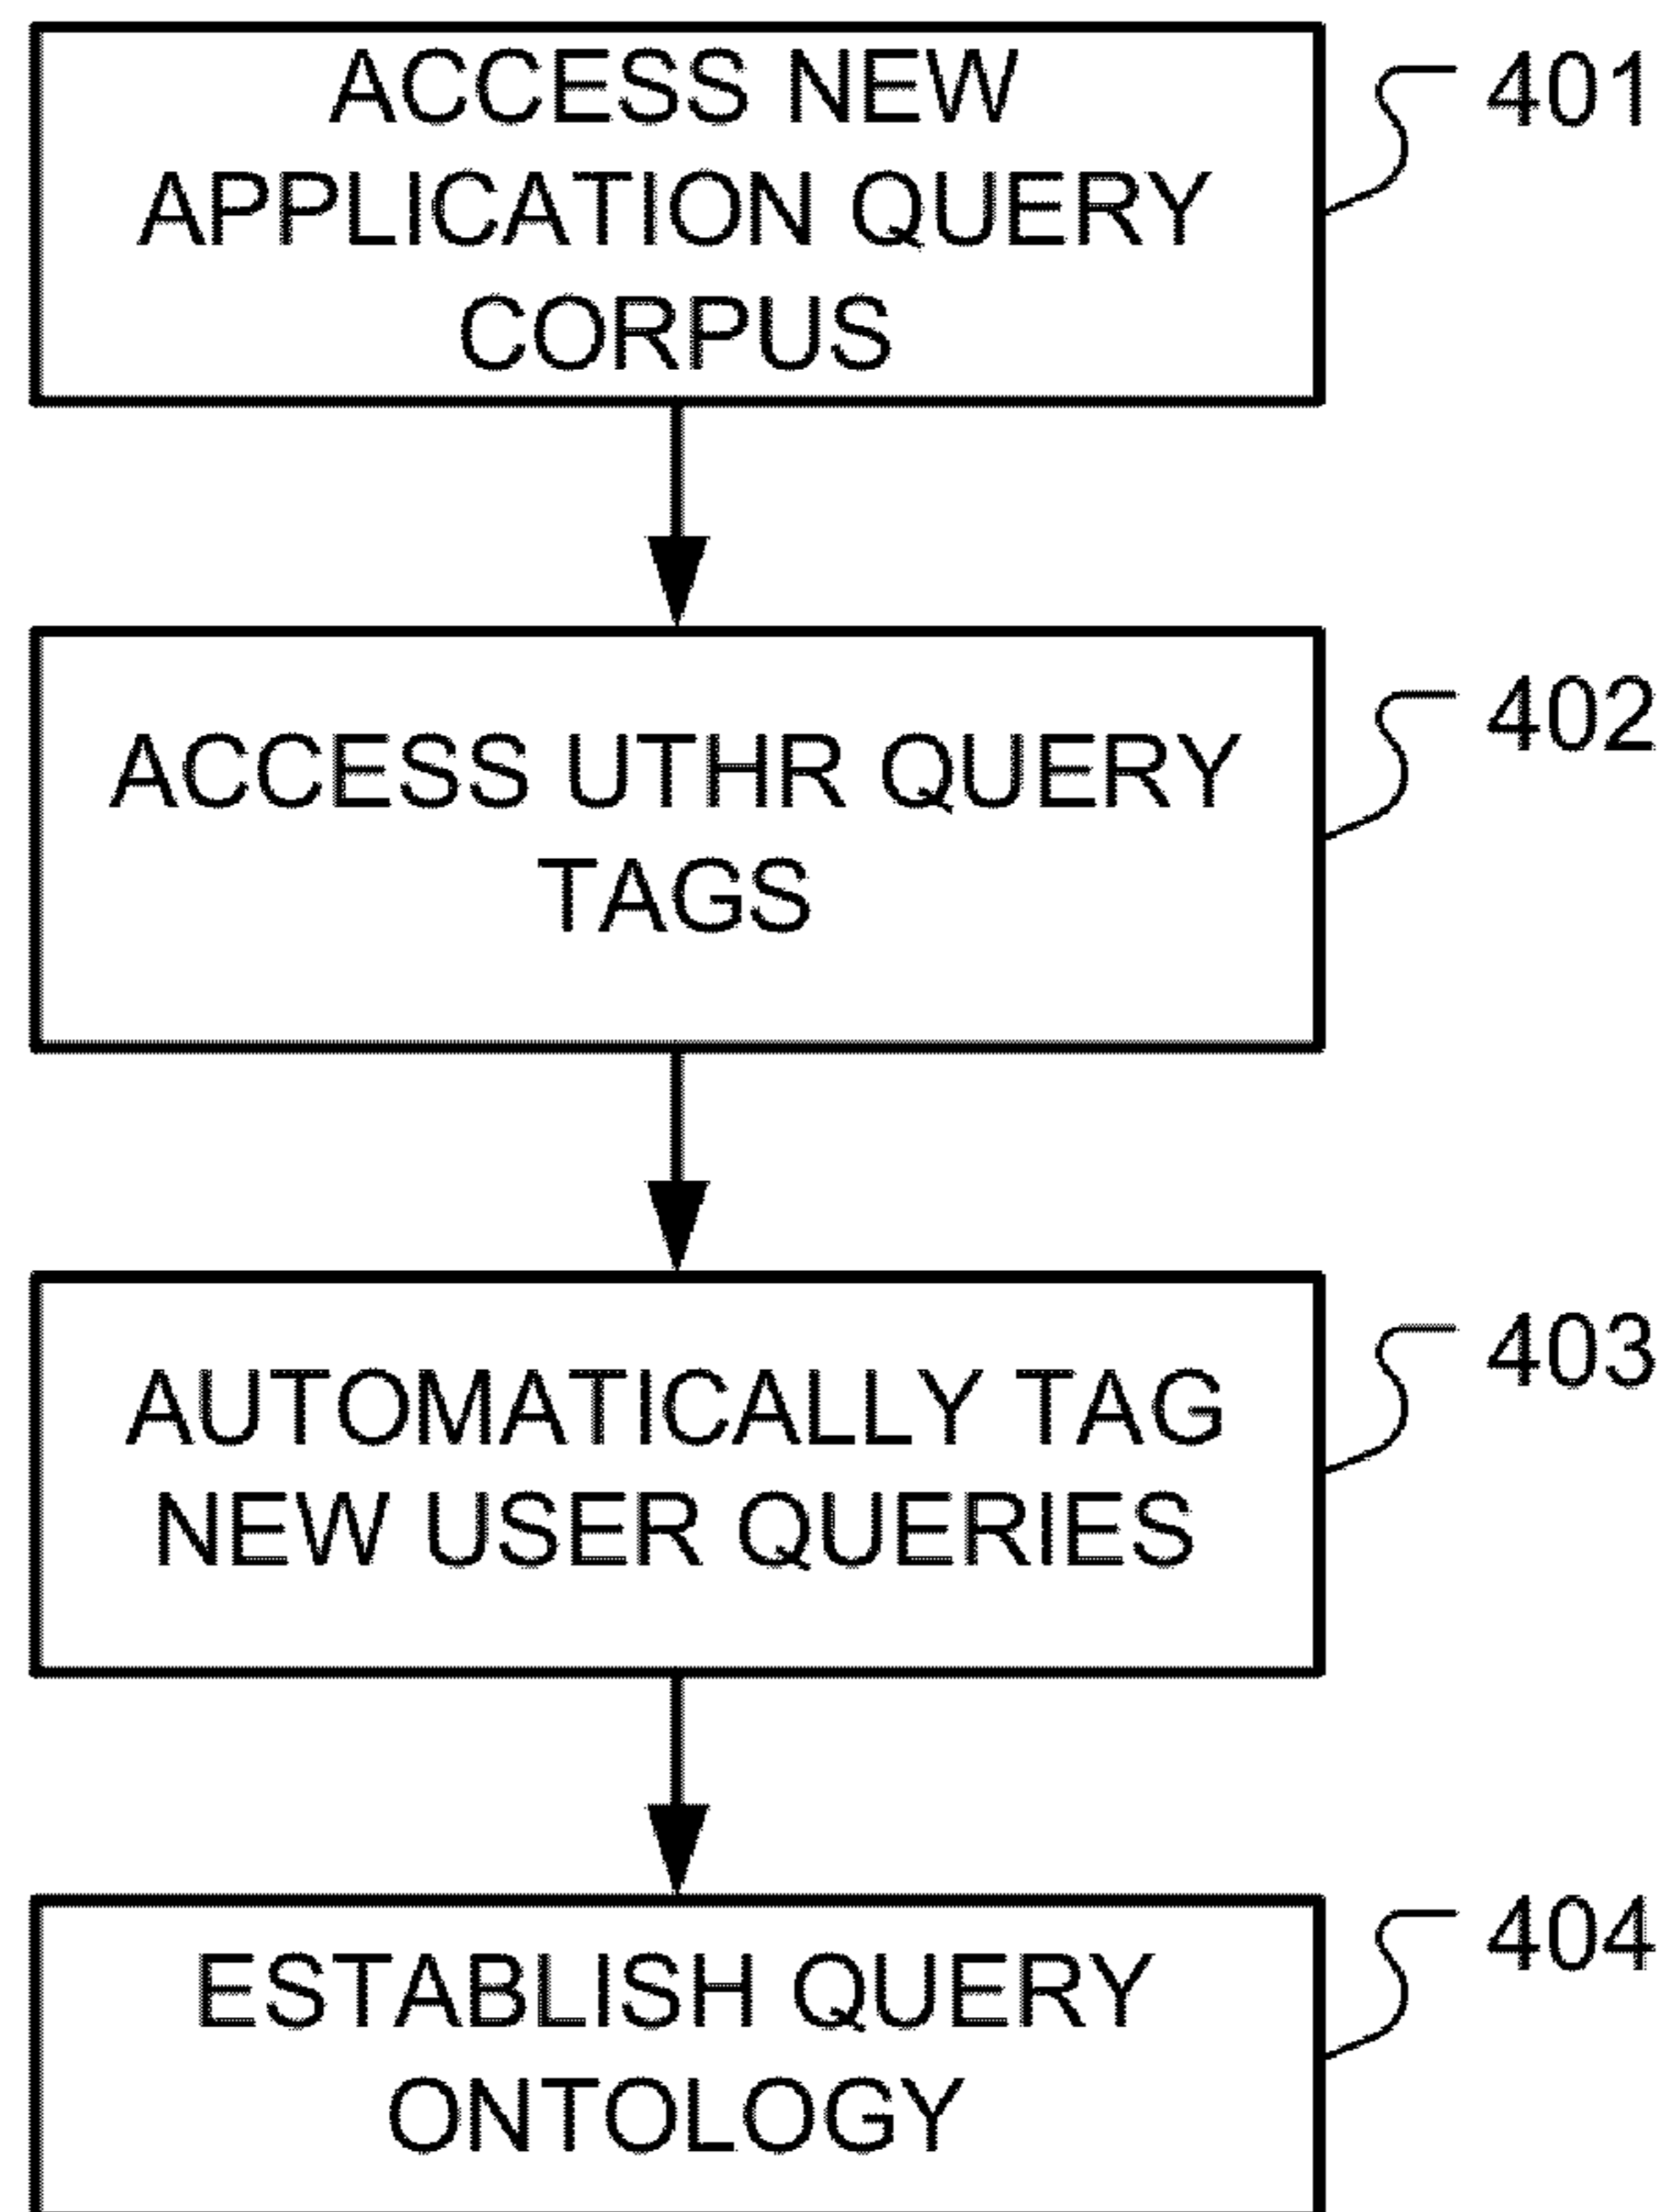 ACCESS NEW
APPLICATION QUERY
CORPUS
401
ACCESS UTHR QUERY
TAGS
402
AUTOMATICALLY TAG
NEW USER QUERIES
403
ESTABLISH QUERY
ONTOLOGY
404